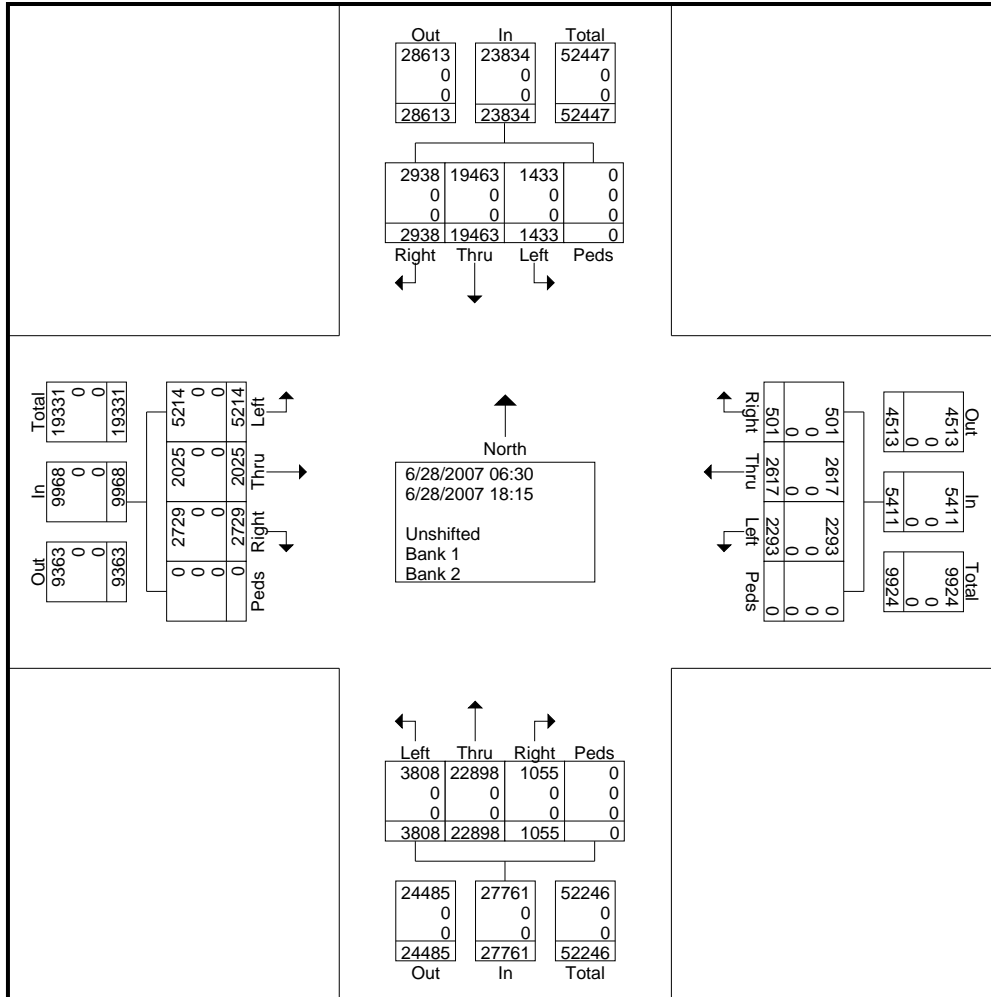 Out In Total
28613 23834 52447
0 0 0
0 0 0
28613 23834 52447
2938 19463 1433 0
0 0 0 0
0 0 0 0
2938 19463 1433 0
Right Thru Left Peds
Total
19331 0 0 19331
In
9968 0 0 9968
Out
9363 0 0 9363
5214 0 0 5214
Left
2025 0 0 2025
Thru
2729 0 0 2729
Right
0 0 0 0
Peds
North
6/28/2007 06:30
6/28/2007 18:15
Unshifted
Bank 1
Bank 2
Right
501 0 0 501
Thru
2617 0 0 2617
Left
2293 0 0 2293
Peds
0 0 0 0
Out
4513 0 0 4513
In
5411 0 0 5411
Total
9924 0 0 9924
Left Thru Right Peds
3808 22898 1055 0
0 0 0 0
0 0 0 0
3808 22898 1055 0
24485 27761 52246
0 0 0
0 0 0
24485 27761 52246
Out In Total